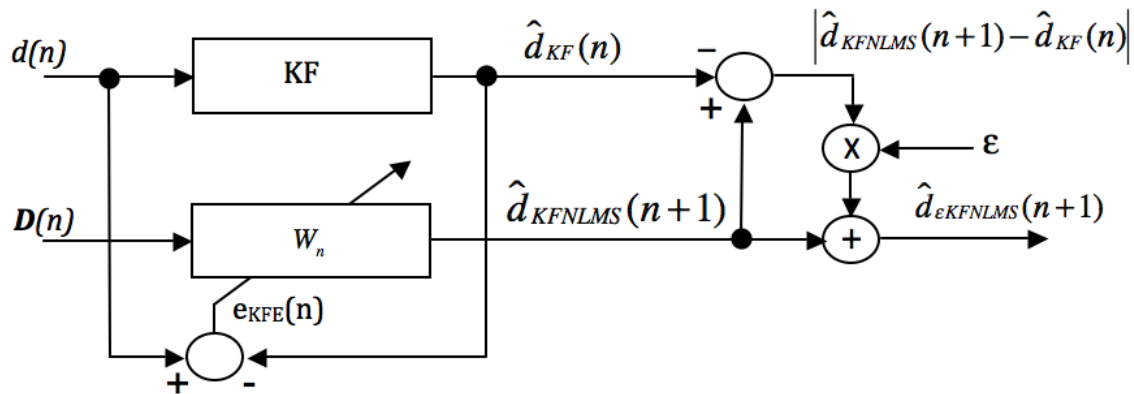 d(n)
KF
d̂_KF(n)
−
+
|d̂_KFNLMS(n+1)−d̂_KF(n)|
X
ε
D(n)
W_n
d̂_KFNLMS(n+1)
+
d̂_εKFNLMS(n+1)
e_KFE(n)
+
-